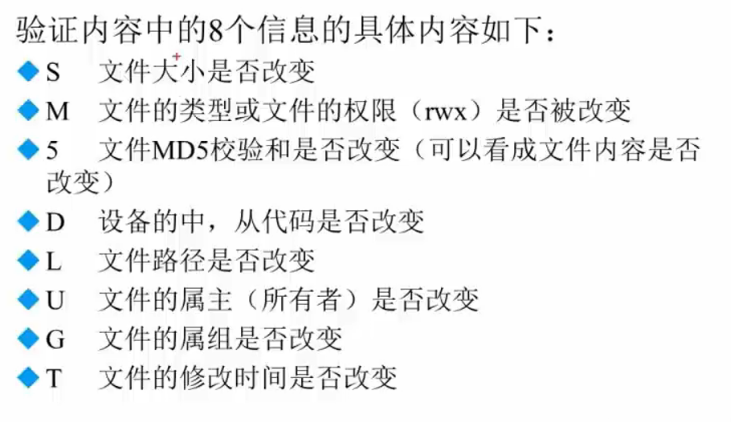 验证内容中的8个信息的具体内容如下：
S 文件大小是否改变
M 文件的类型或文件的权限（rwx）是否被改变
5 文件MD5校验和是否改变（可以看成文件内容是否
改变）
D 设备的中，从代码是否改变
L 文件路径是否改变
U 文件的属主（所有者）是否改变
G 文件的属组是否改变
T 文件的修改时间是否改变